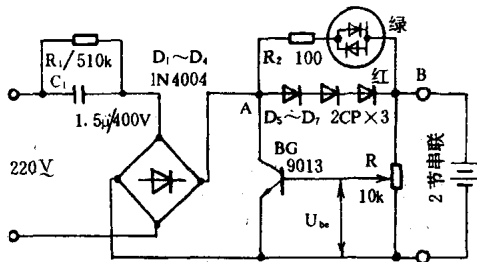 R₁/510k
C₁
1.5μ/400V
220V
D₁～D₄
1N4004
A
R₂ 100
绿
红
B
D₅～D₇ 2CP×3
BG
9013
R
10k
U_be
2节串联